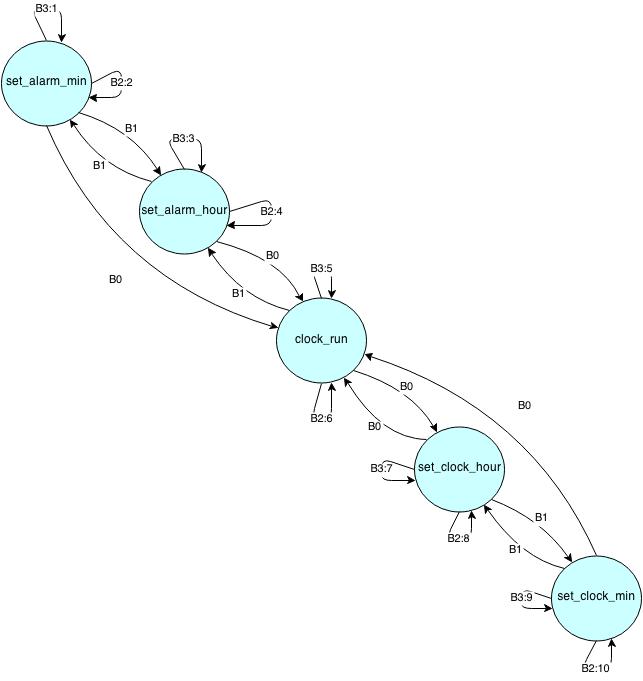 B3:1
set_alarm_min
B2:2
B1
B1
B3:3
set_alarm_hour
B2:4
B0
B0
B1
B3:5
clock_run
B2:6
B0
B0
B0
B3:7
set_clock_hour
B2:8
B1
B1
B3:9
set_clock_min
B2:10